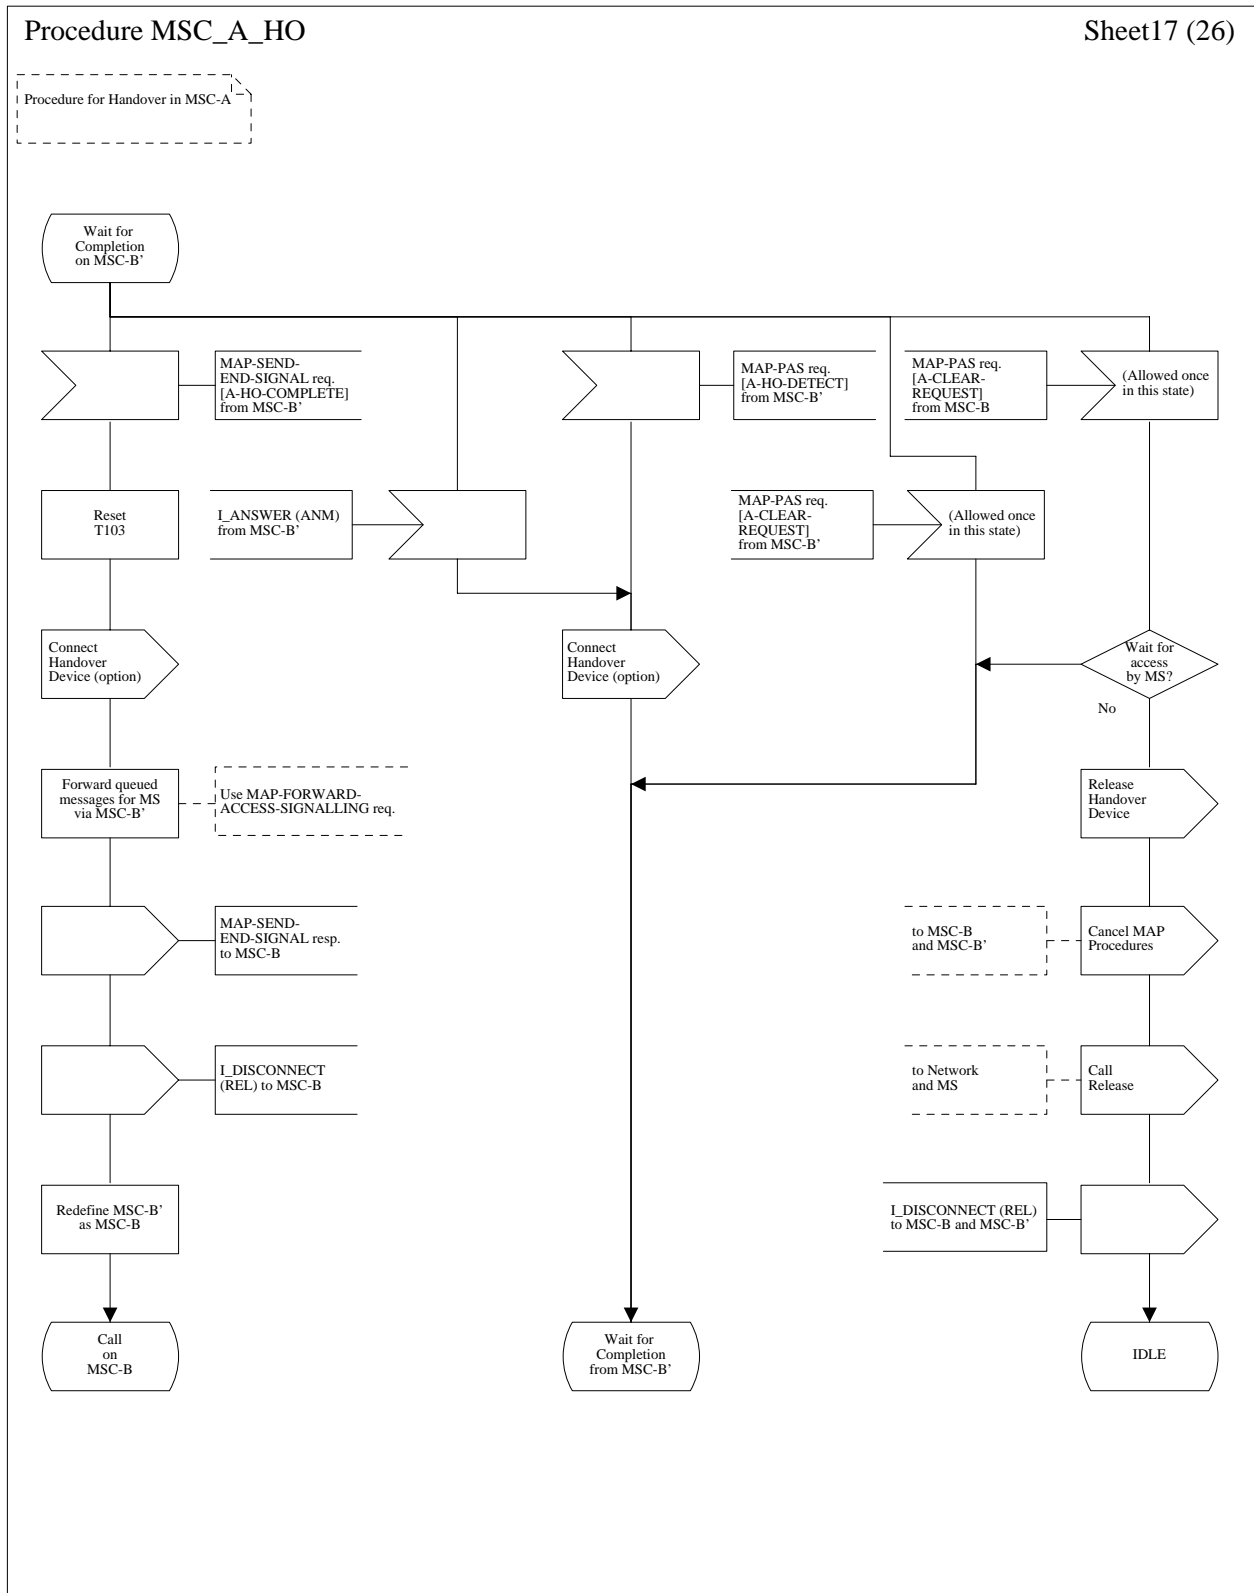 Procedure MSC_A_HO
Sheet17 (26)
Procedure for Handover in MSC-A
Wait for
Completion
on MSC-B’
MAP-SEND-
END-SIGNAL req.
[A-HO-COMPLETE]
from MSC-B’
MAP-PAS req.
[A-HO-DETECT]
from MSC-B’
MAP-PAS req.
[A-CLEAR-
REQUEST]
from MSC-B
(Allowed once
in this state)
Reset
T103
I_ANSWER (ANM)
from MSC-B’
MAP-PAS req.
[A-CLEAR-
REQUEST]
from MSC-B’
(Allowed once
in this state)
Connect
Handover
Device (option)
Connect
Handover
Device (option)
Wait for
access
by MS?
No
Forward queued
messages for MS
via MSC-B’
Use MAP-FORWARD-
ACCESS-SIGNALLING req.
Release
Handover
Device
MAP-SEND-
END-SIGNAL resp.
to MSC-B
to MSC-B
and MSC-B’
Cancel MAP
Procedures
I_DISCONNECT
(REL) to MSC-B
to Network
and MS
Call
Release
Redefine MSC-B’
as MSC-B
I_DISCONNECT (REL)
to MSC-B and MSC-B’
Call
on
MSC-B
Wait for
Completion
from MSC-B’
IDLE